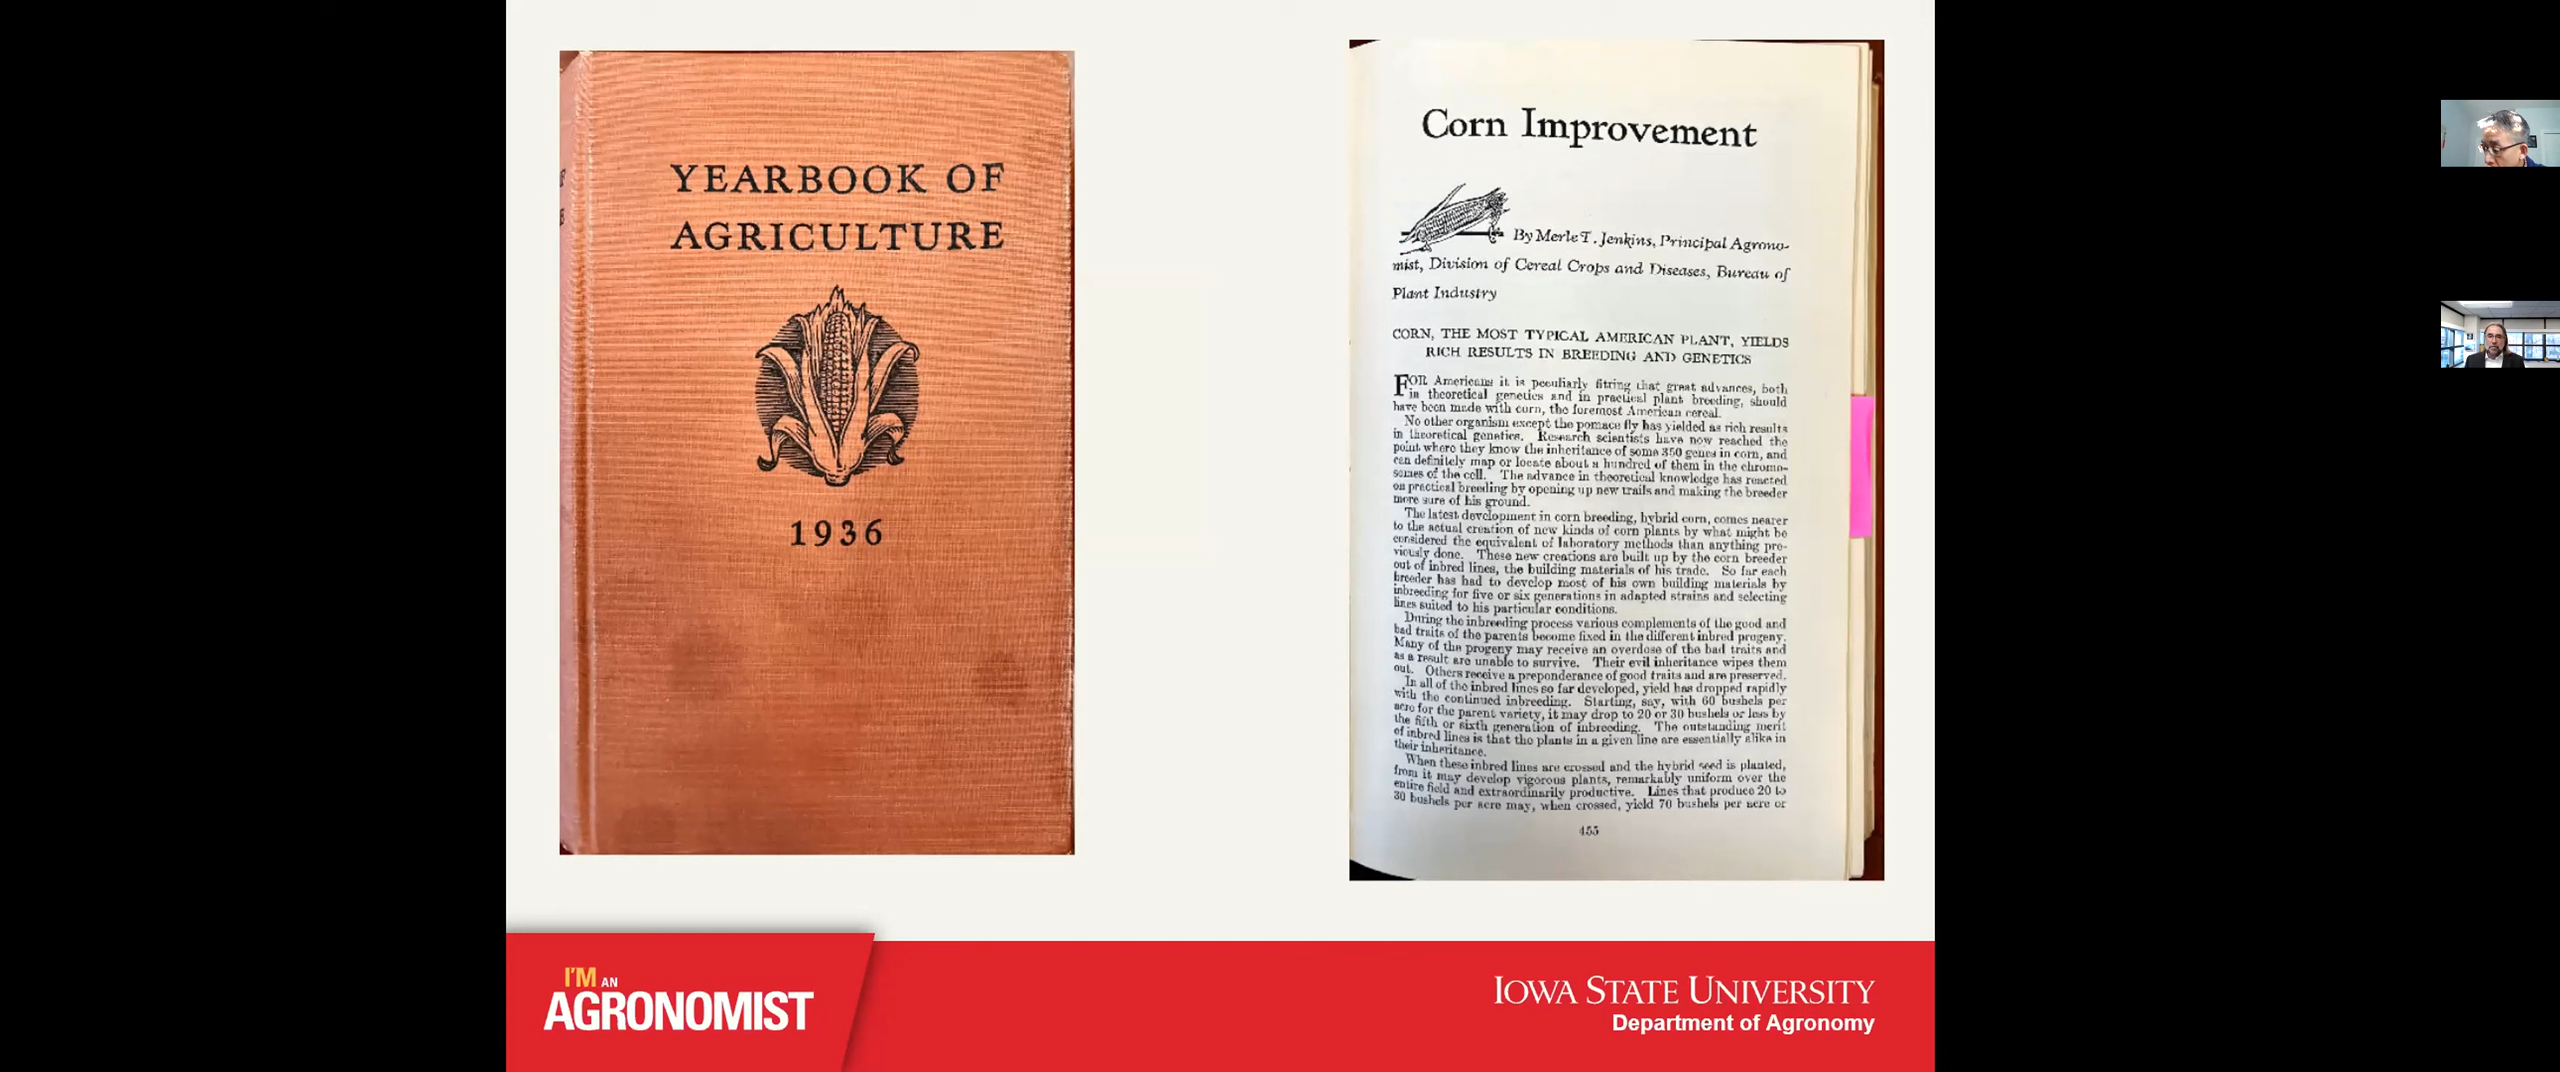 YEARBOOK OF
AGRICULTURE
1936
Corn Improvement
By Merle T. Jenkins, Principal Agrono-
mist, Division of Cereal Crops and Diseases, Bureau of
Plant Industry
CORN, THE MOST TYPICAL AMERICAN PLANT, YIELDS
RICH RESULTS IN BREEDING AND GENETICS
FOR Americans it is peculiarly fitting that great advances, both
in theoretical genetics and in practical plant breeding, should
have been made with corn, the foremost American cereal.
No other organism except the pomace fly has yielded as rich results
in theoretical genetics. Research scientists have now reached the
point where they know the inheritance of some 350 genes in corn, and
can definitely map or locate about a hundred of them in the chromo-
somes of the cell. The advance in theoretical knowledge has reacted
on practical breeding by opening up new trails and making the breeder
more sure of his ground.
The latest development in corn breeding, hybrid corn, comes nearer
to the actual creation of new kinds of corn plants by what might be
considered the equivalent of laboratory methods than anything pre-
viously done. These new creations are built up by the corn breeder
out of inbred lines, the building materials of his trade. So far each
breeder has had to develop most of his own building materials by
inbreeding for five or six generations in adapted strains and selecting
lines suited to his particular conditions.
During the inbreeding process various complements of the good and
bad traits of the parents become fixed in the different inbred progeny.
Many of the progeny may receive an overdose of the bad traits and
as a result are unable to survive. Their evil inheritance wipes them
out. Others receive a preponderance of good traits and are preserved.
In all of the inbred lines so far developed, yield has dropped rapidly
with the continued inbreeding. Starting, say, with 60 bushels per
acre for the parent variety, it may drop to 20 or 30 bushels or less by
the fifth or sixth generation of inbreeding. The outstanding merit
of inbred lines is that the plants in a given line are essentially alike in
their inheritance.
When these inbred lines are crossed and the hybrid seed is planted,
from it may develop vigorous plants, remarkably uniform over the
entire field and extraordinarily productive. Lines that produce 20 to
30 bushels per acre may, when crossed, yield 70 bushels per acre or
455
I'M AN
AGRONOMIST
IOWA STATE UNIVERSITY
Department of Agronomy